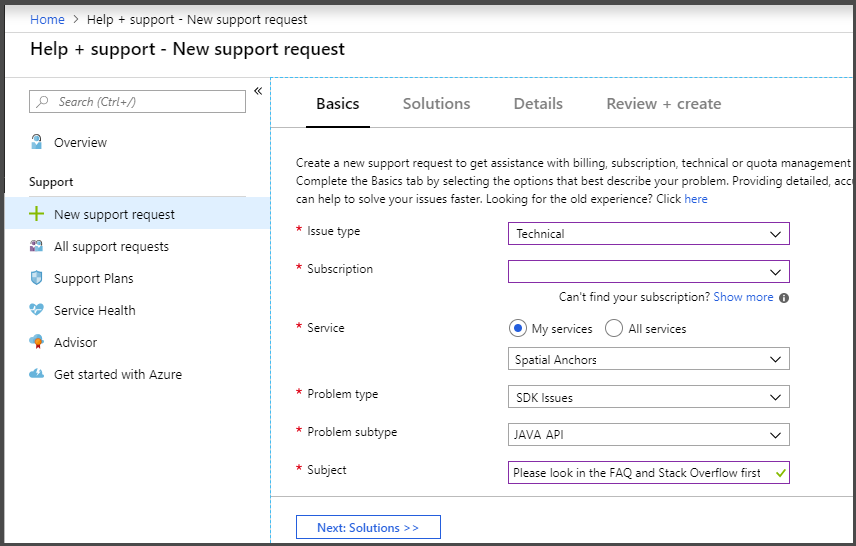 Home > Help + support - New support request
Help + support - New support request
«
Search (Ctrl+/)
Overview
Support
New support request
All support requests
Support Plans
Service Health
Advisor
Get started with Azure
Basics Solutions Details Review + create
Create a new support request to get assistance with billing, subscription, technical or quota management
Complete the Basics tab by selecting the options that best describe your problem. Providing detailed, accu
can help to solve your issues faster. Looking for the old experience? Click here
* Issue type Technical
* Subscription
Can't find your subscription? Show more
* Service My services All services
Spatial Anchors
* Problem type SDK Issues
* Problem subtype JAVA API
* Subject Please look in the FAQ and Stack Overflow first
Next: Solutions >>